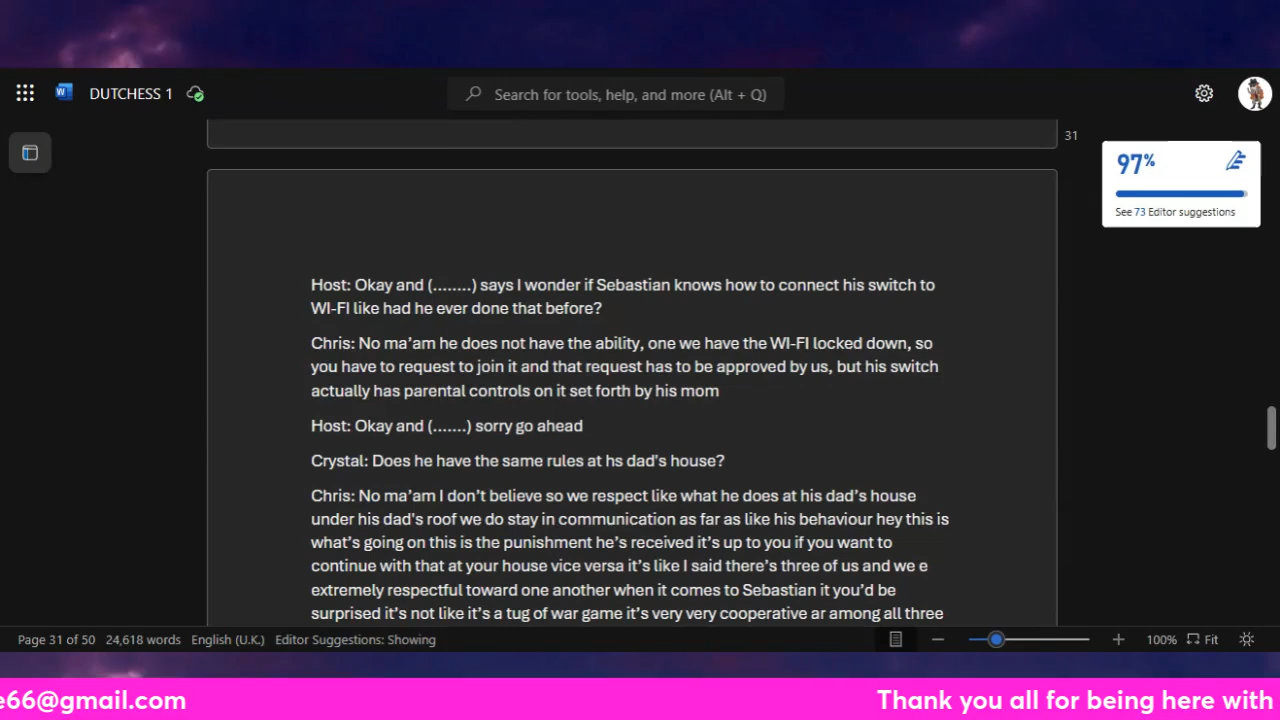 DUTCHESS 1
Search for tools, help, and more (Alt + Q)
31
97%
See 73 Editor suggestions
Host: Okay and (........) says I wonder if Sebastian knows how to connect his switch to
WI-FI like had he ever done that before?
Chris: No ma’am he does not have the ability, one we have the WI-FI locked down, so
you have to request to join it and that request has to be approved by us, but his switch
actually has parental controls on it set forth by his mom
Host: Okay and (.......) sorry go ahead
Crystal: Does he have the same rules at hs dad’s house?
Chris: No ma’am I don’t believe so we respect like what he does at his dad’s house
under his dad’s roof we do stay in communication as far as like his behaviour hey this is
what’s going on this is the punishment he’s received it’s up to you if you want to
continue with that at your house vice versa it’s like I said there’s three of us and we e
extremely respectful toward one another when it comes to Sebastian it you’d be
surprised it’s not like it’s a tug of war game it’s very very cooperative ar among all three
Page 31 of 50 24,618 words English (U.K.) Editor Suggestions: Showing
100% Fit
e66@gmail.com Thank you all for being here with